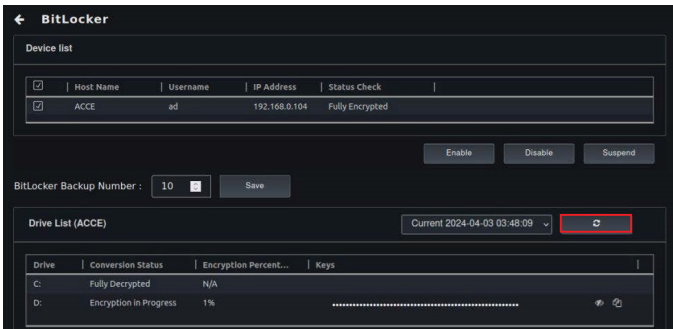 BitLocker
Device list
Host Name Username IP Address Status Check
ACCE ad 192.168.0.104 Fully Encrypted
Enable Disable Suspend
BitLocker Backup Number : 10 Save
Drive List (ACCE) Current 2024-04-03 03:48:09
Drive Conversion Status Encryption Percent... Keys
C: Fully Decrypted N/A
D: Encryption in Progress 1%